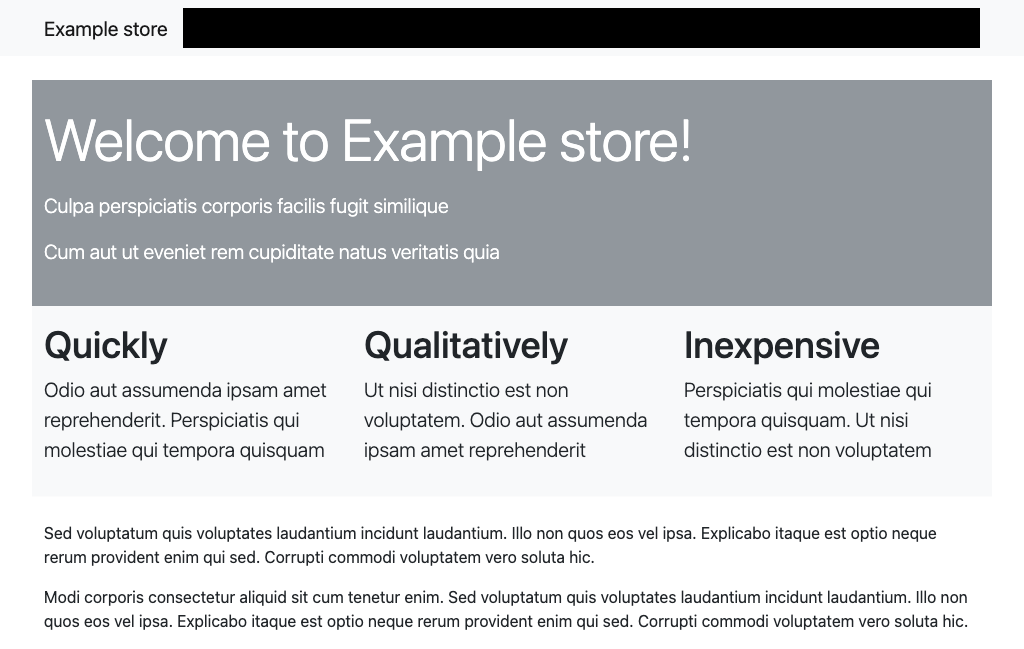 Example store
Welcome to Example store!
Culpa perspiciatis corporis facilis fugit similique
Cum aut ut eveniet rem cupiditate natus veritatis quia
Quickly
Odio aut assumenda ipsam amet
reprehenderit. Perspiciatis qui
molestiae qui tempora quisquam
Qualitatively
Ut nisi distinctio est non
voluptatem. Odio aut assumenda
ipsam amet reprehenderit
Inexpensive
Perspiciatis qui molestiae qui
tempora quisquam. Ut nisi
distinctio est non voluptatem
Sed voluptatum quis voluptates laudantium incidunt laudantium. Illo non quos eos vel ipsa. Explicabo itaque est optio neque
rerum provident enim qui sed. Corrupti commodi voluptatem vero soluta hic.
Modi corporis consectetur aliquid sit cum tenetur enim. Sed voluptatum quis voluptates laudantium incidunt laudantium. Illo non
quos eos vel ipsa. Explicabo itaque est optio neque rerum provident enim qui sed. Corrupti commodi voluptatem vero soluta hic.